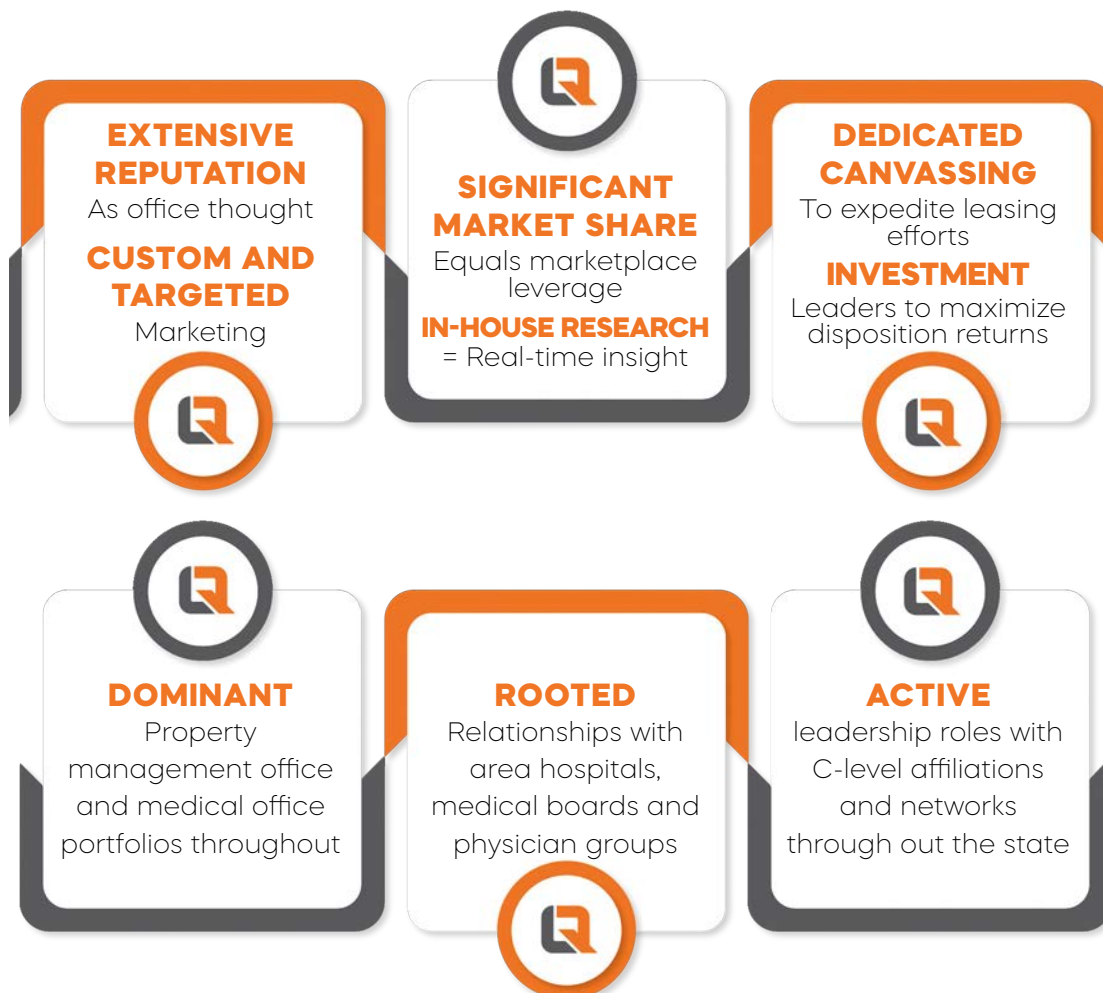 EXTENSIVE
REPUTATION
As office thought
CUSTOM AND
TARGETED
Marketing
SIGNIFICANT
MARKET SHARE
Equals marketplace
leverage
IN-HOUSE RESEARCH
= Real-time insight
DEDICATED
CANVASSING
To expedite leasing
efforts
INVESTMENT
Leaders to maximize
disposition returns
DOMINANT
Property
management office
and medical office
portfolios throughout
ROOTED
Relationships with
area hospitals,
medical boards and
physician groups
ACTIVE
leadership roles with
C-level affiliations
and networks
through out the state